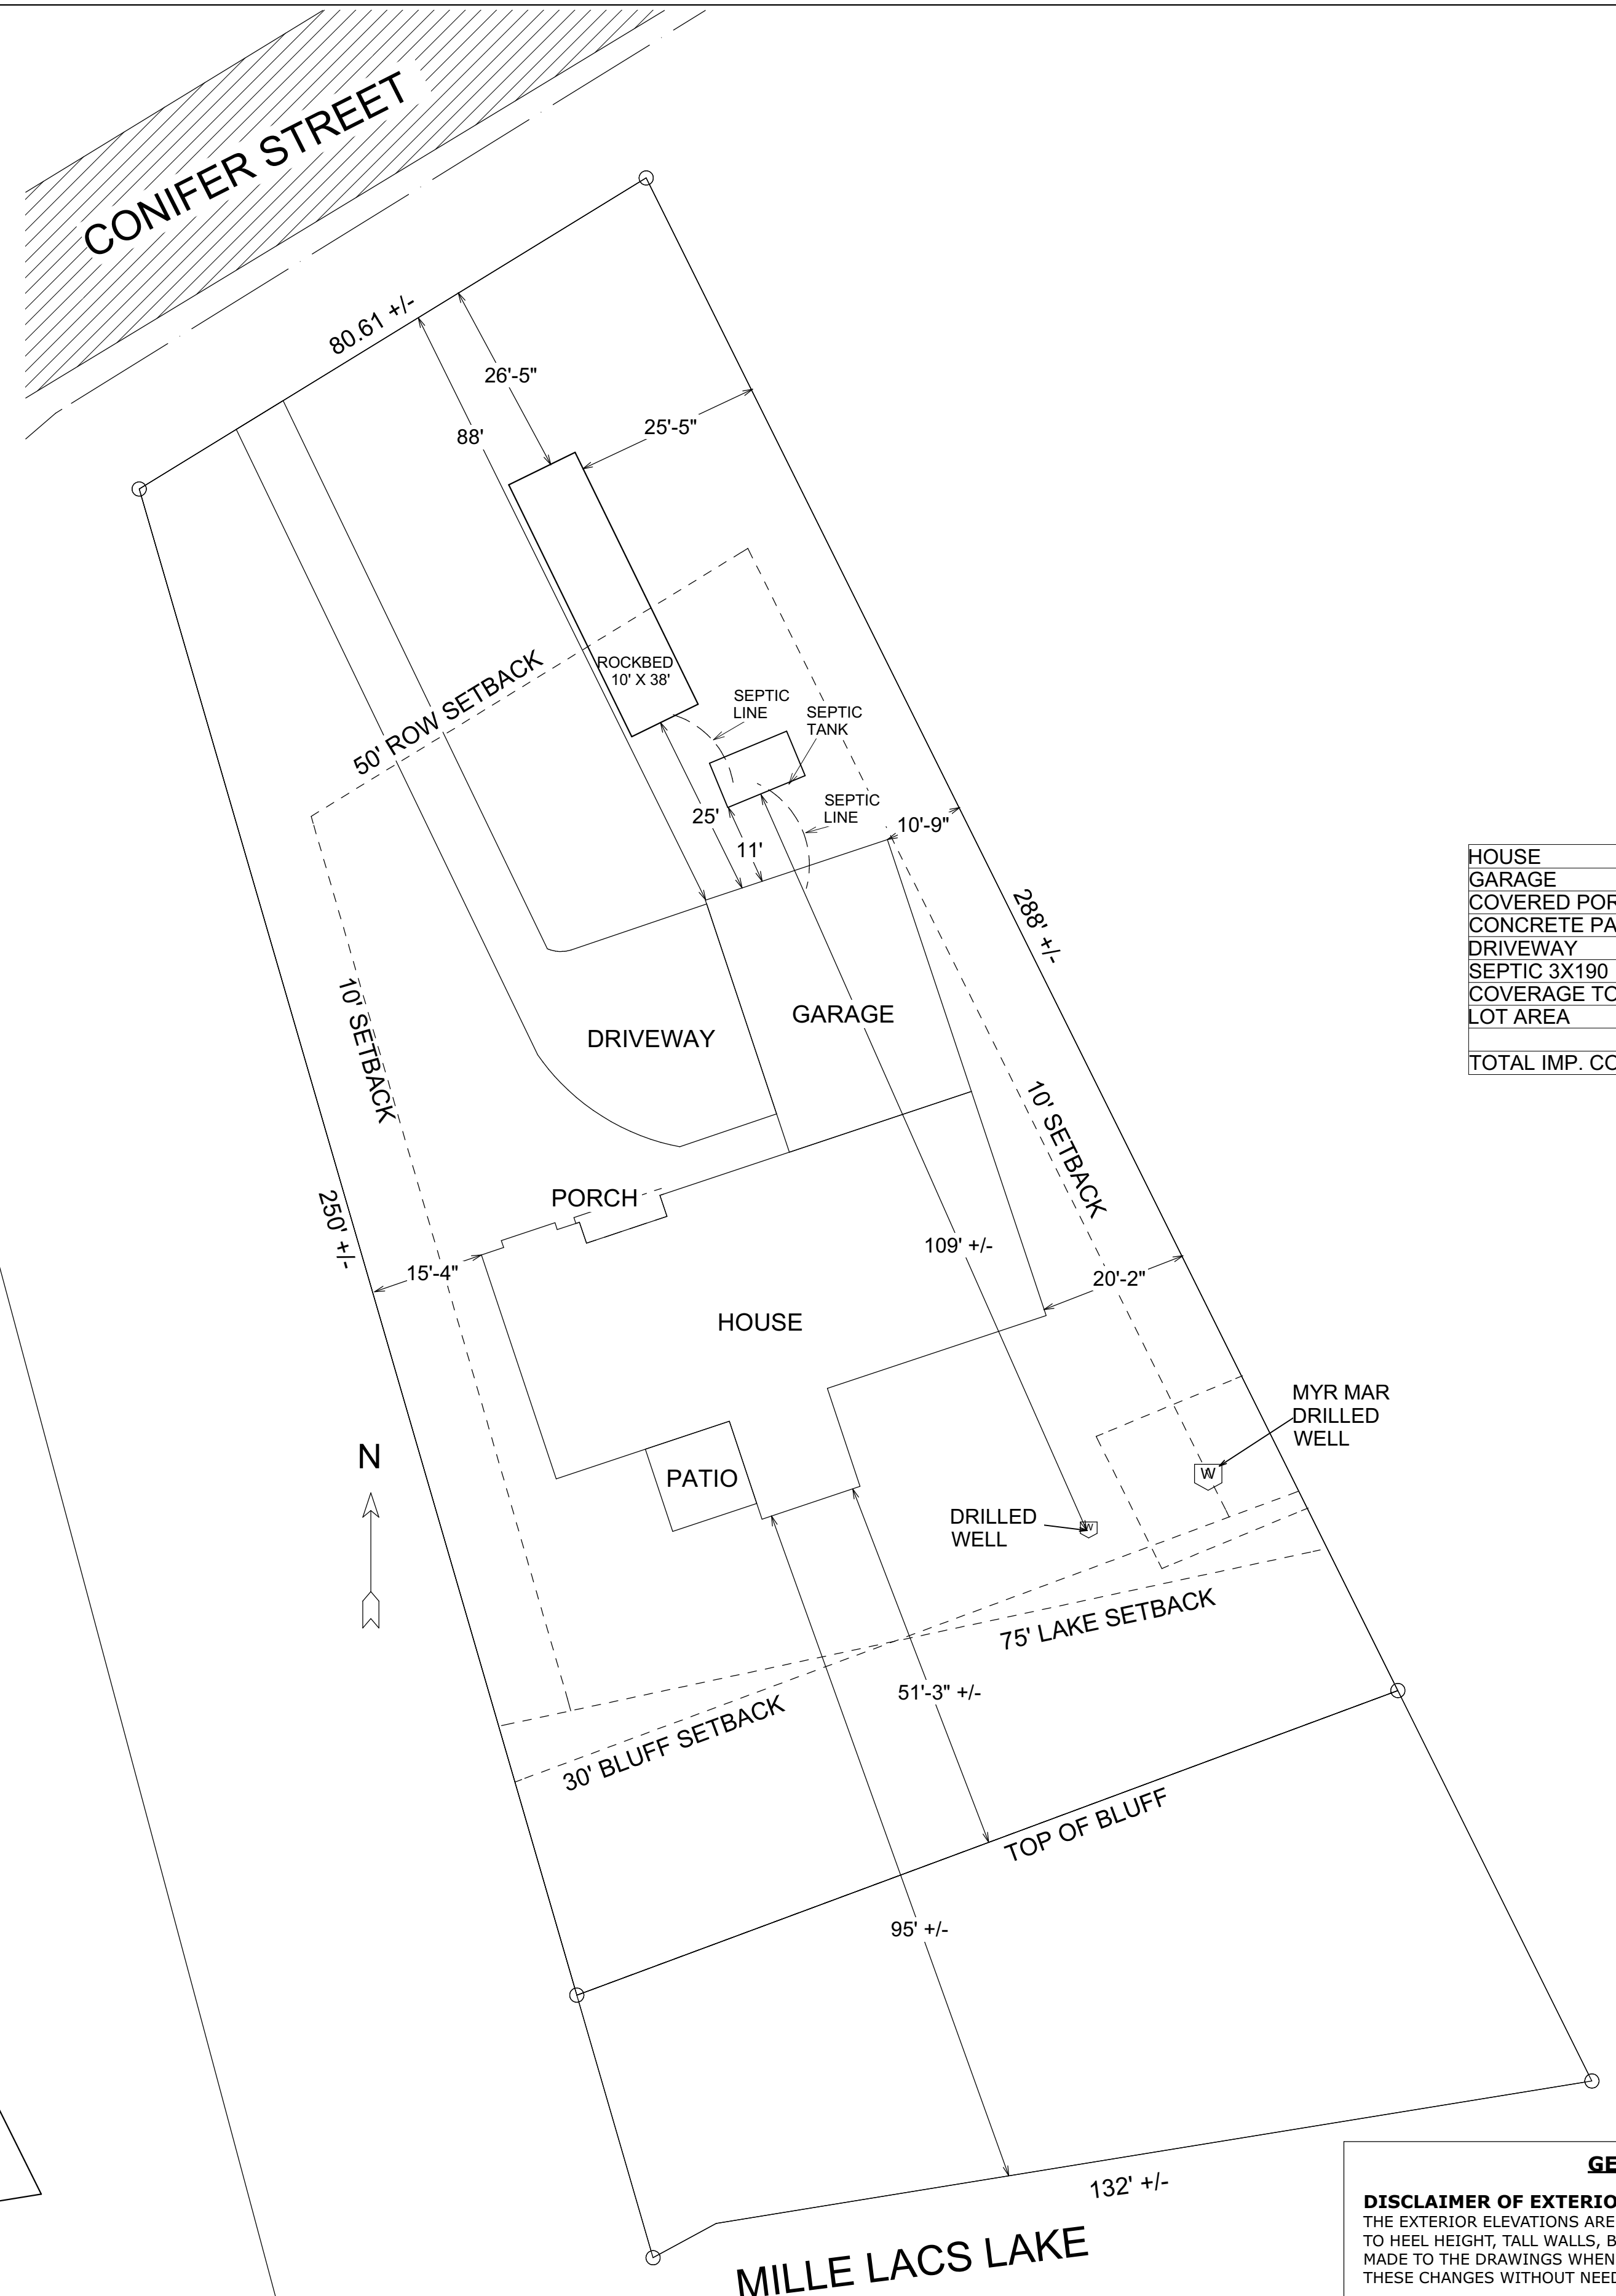 CONIFER STREET
80.61 +/-
26'-5"
88'
25'-5"
ROCKBED
10' X 38'
50' ROW SETBACK
SEPTIC
LINE
SEPTIC
TANK
SEPTIC
LINE
25'
11'
10'-9"
288' +/-
HOUSE
GARAGE
COVERED POR
CONCRETE PA
DRIVEWAY
SEPTIC 3X190
COVERAGE TO
LOT AREA
TOTAL IMP. CO
10' SETBACK
GARAGE
DRIVEWAY
10' SETBACK
PORCH
250' +/-
15'-4"
109' +/-
20'-2"
HOUSE
MYR MAR
DRILLED
WELL
N
PATIO
W
DRILLED
WELL
W
75' LAKE SETBACK
51'-3" +/-
30' BLUFF SETBACK
TOP OF BLUFF
95' +/-
132' +/-
MILLE LACS LAKE
GE
DISCLAIMER OF EXTERIO
THE EXTERIOR ELEVATIONS ARE
TO HEEL HEIGHT, TALL WALLS, B
MADE TO THE DRAWINGS WHEN
THESE CHANGES WITHOUT NEED